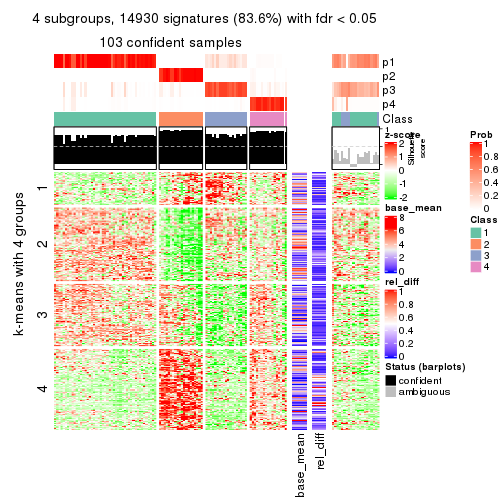 4 subgroups, 14930 signatures (83.6%) with fdr < 0.05
103 confident samples
p1
p2
p3
p4
Class
1
Silhouette score
z-score
2
1
0
-1
-2
base_mean
8
6
4
2
0
rel_diff
1
0.8
0.6
0.4
0.2
0
Status (barplots)
confident
ambiguous
Prob
1
0.8
0.6
0.4
0.2
0
Class
1
2
3
4
k-means with 4 groups
1
2
3
4
base_mean
rel_diff